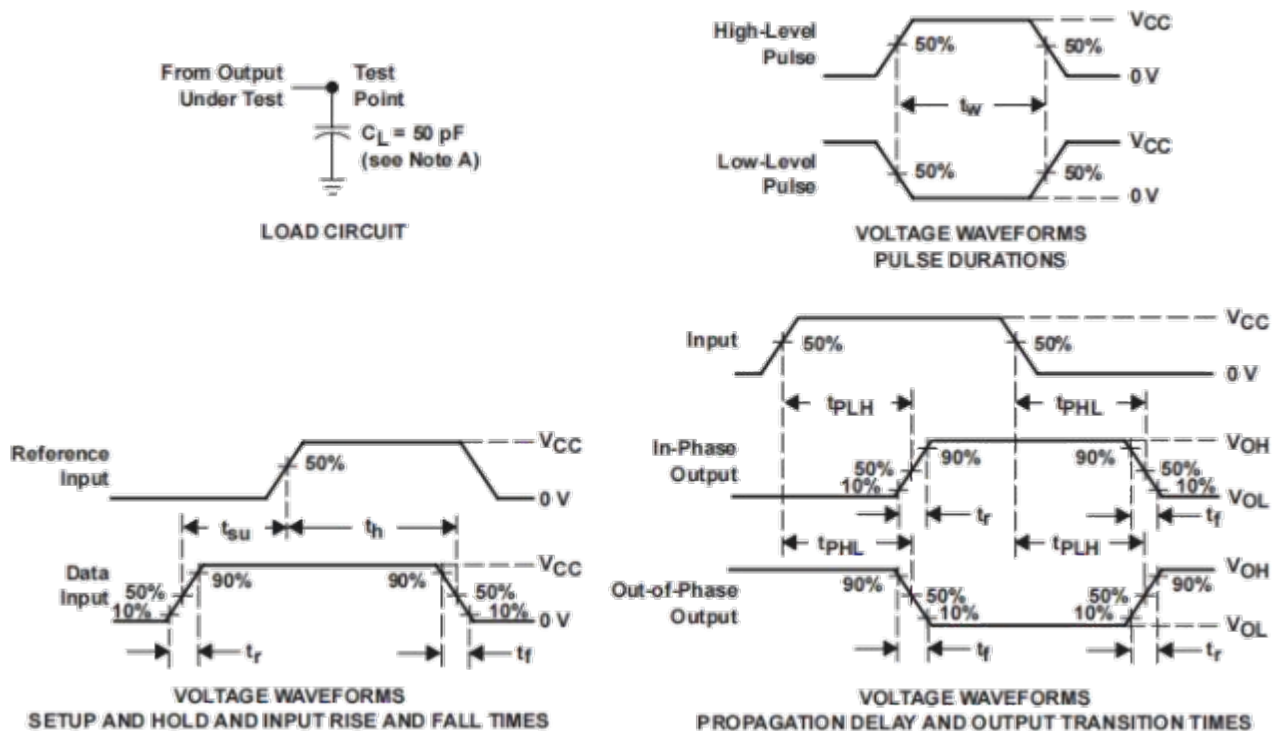 From Output
Under Test
Test
Point
CL = 50 pF
(see Note A)
LOAD CIRCUIT
High-Level
Pulse
50%
50%
VCC
0 V
tw
Low-Level
Pulse
50%
50%
VCC
0 V
VOLTAGE WAVEFORMS
PULSE DURATIONS
Reference
Input
50%
VCC
0 V
tsu
th
Data
Input
50%
10%
90%
90%
50%
10%
VCC
0 V
tr
tf
VOLTAGE WAVEFORMS
SETUP AND HOLD AND INPUT RISE AND FALL TIMES
Input
50%
50%
VCC
0 V
tPLH
tPHL
In-Phase
Output
50%
10%
90%
90%
50%
10%
VOH
VOL
tr
tf
tPHL
tPLH
Out-of-Phase
Output
90%
50%
10%
50%
10%
90%
VOH
VOL
tf
tr
VOLTAGE WAVEFORMS
PROPAGATION DELAY AND OUTPUT TRANSITION TIMES